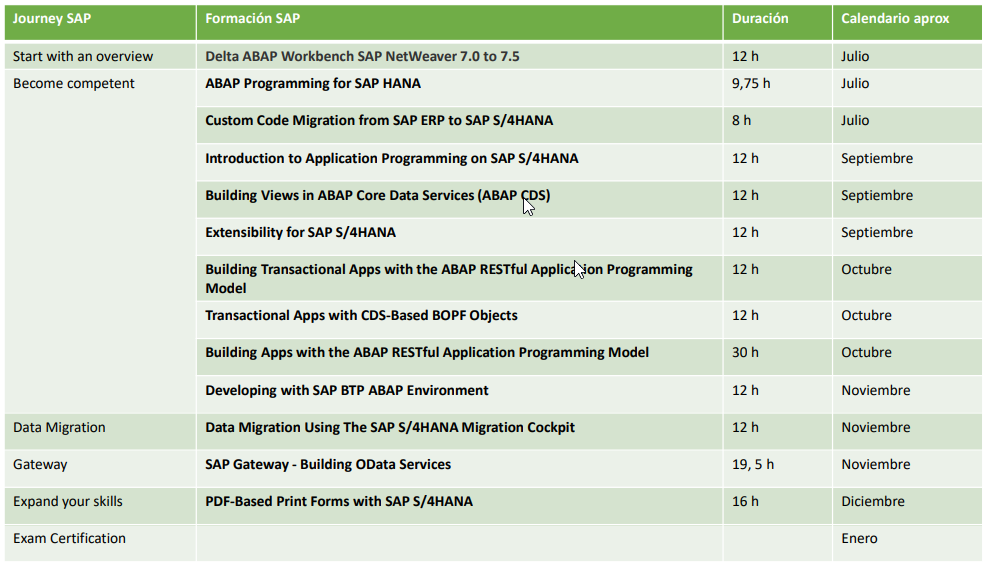 Journey SAP Formación SAP Duración Calendario aprox
Start with an overview Delta ABAP Workbench SAP NetWeaver 7.0 to 7.5 12 h Julio
Become competent ABAP Programming for SAP HANA 9,75 h Julio
Custom Code Migration from SAP ERP to SAP S/4HANA 8 h Julio
Introduction to Application Programming on SAP S/4HANA 12 h Septiembre
Building Views in ABAP Core Data Services (ABAP CDS) 12 h Septiembre
Extensibility for SAP S/4HANA 12 h Septiembre
Building Transactional Apps with the ABAP RESTful Application Programming 12 h Octubre
Model
Transactional Apps with CDS-Based BOPF Objects 12 h Octubre
Building Apps with the ABAP RESTful Application Programming Model 30 h Octubre
Developing with SAP BTP ABAP Environment 12 h Noviembre
Data Migration Data Migration Using The SAP S/4HANA Migration Cockpit 12 h Noviembre
Gateway SAP Gateway - Building OData Services 19, 5 h Noviembre
Expand your skills PDF-Based Print Forms with SAP S/4HANA 16 h Diciembre
Exam Certification Enero